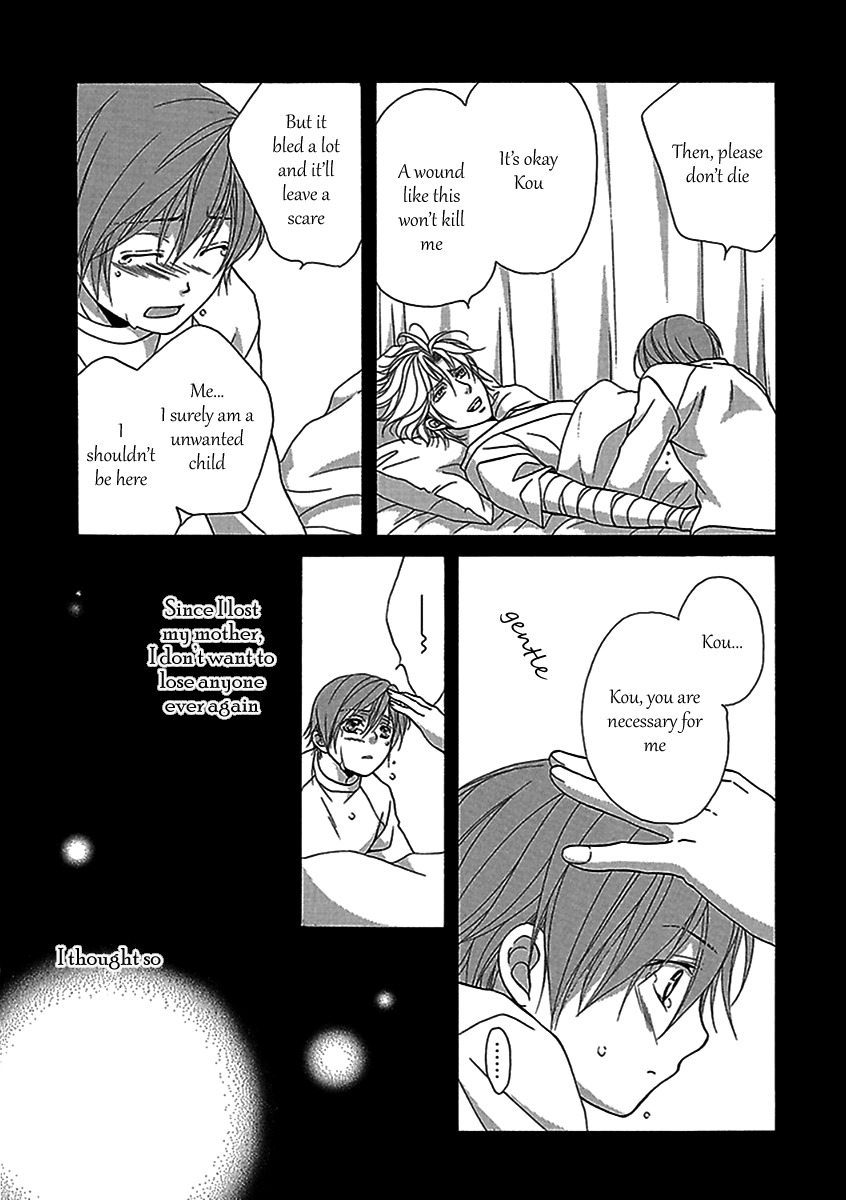 Then, please
don't die
It's okay
Kou
A wound
like this
won't kill
me
But it
bled a lot
and it'll
leave a
scare
Me...
I surely am a
unwanted
child
I
shouldn't
be here
Kou...
Kou, you are
necessary for
me
gentle
........
Since I lost
my mother,
I don't want to
lose anyone
ever again
I thought so